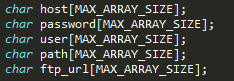 char host[MAX_ARRAY_SIZE];
char password[MAX_ARRAY_SIZE];
char user[MAX_ARRAY_SIZE];
char path[MAX_ARRAY_SIZE];
char ftp_url[MAX_ARRAY_SIZE];